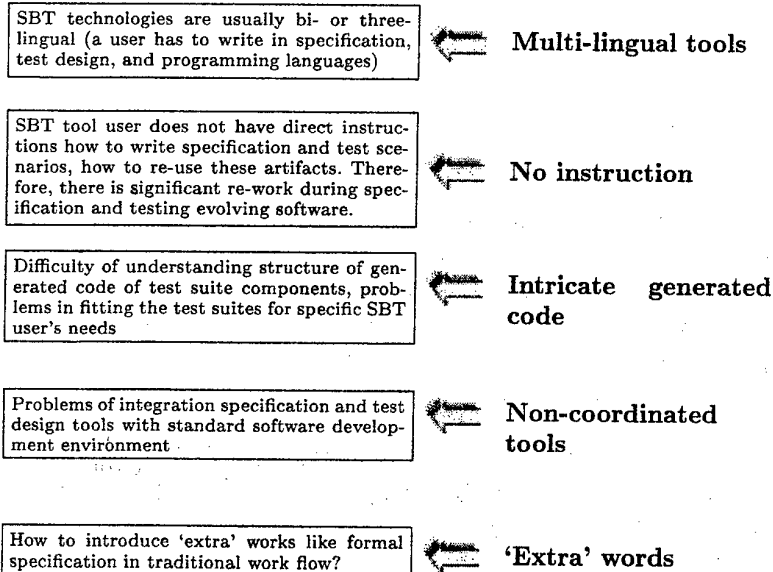 SBT technologies are usually bi- or three-
lingual (a user has to write in specification,
test design, and programming languages)
Multi-lingual tools
SBT tool user does not have direct instruc-
tions how to write specification and test sce-
narios, how to re-use these artifacts. There-
fore, there is significant re-work during spec-
ification and testing evolving software.
No instruction
Difficulty of understanding structure of gen-
erated code of test suite components, prob-
lems in fitting the test suites for specific SBT
user's needs
Intricate generated
code
Problems of integration specification and test
design tools with standard software develop-
ment environment
Non-coordinated
tools
How to introduce 'extra' works like formal
specification in traditional work flow?
'Extra' words